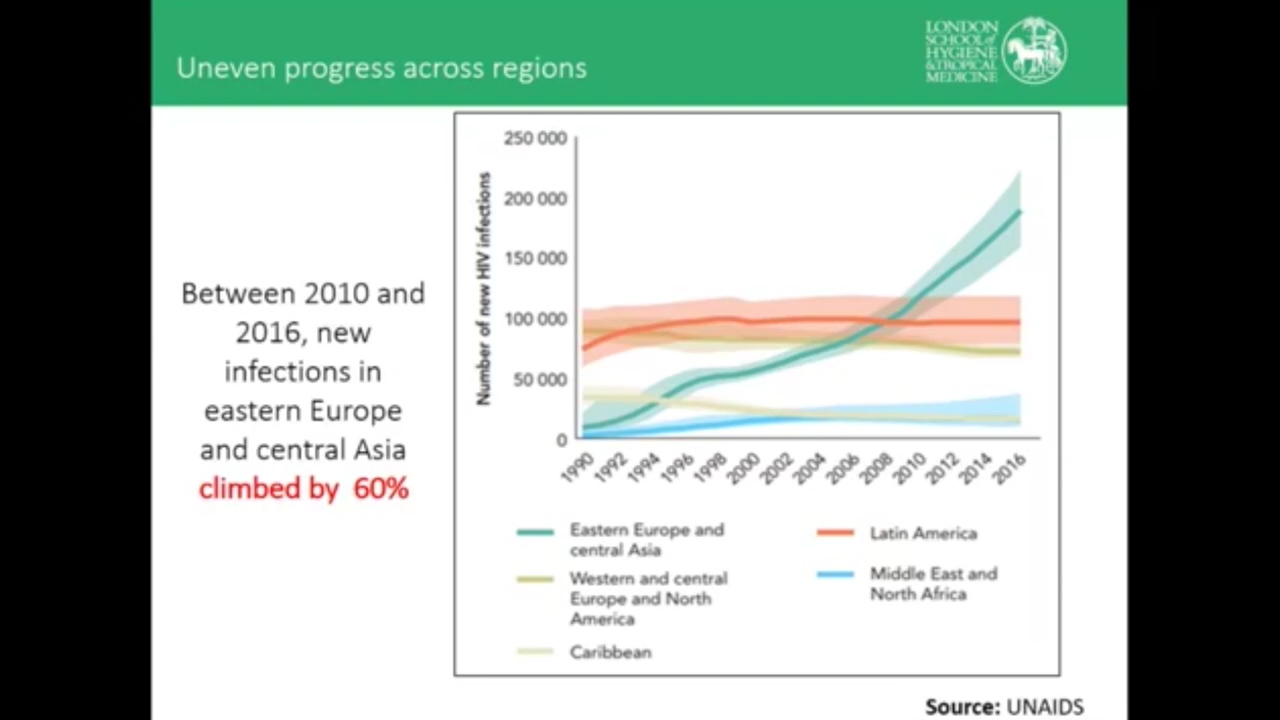 Uneven progress across regions
LONDON
SCHOOL of
HYGIENE
& TROPICAL
MEDICINE
Between 2010 and
2016, new
infections in
eastern Europe
and central Asia
climbed by 60%
Number of new HIV infections
250 000
200 000
150 000
100 000
50 000
0
1990
1992
1994
1996
1998
2000
2002
2004
2006
2008
2010
2012
2014
2016
Eastern Europe and
central Asia
Western and central
Europe and North
America
Caribbean
Latin America
Middle East and
North Africa
Source: UNAIDS